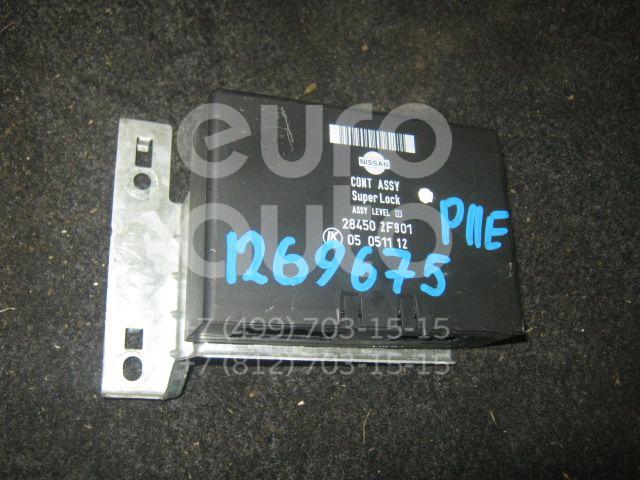 euro
auto
NISSAN
CONT ASSY
Super Lock
ASSY LEVEL
28450 2F901
JK 05 0511 12
P11E
1269675
+7 (499) 703-15-15
+7 (812) 703-15-15